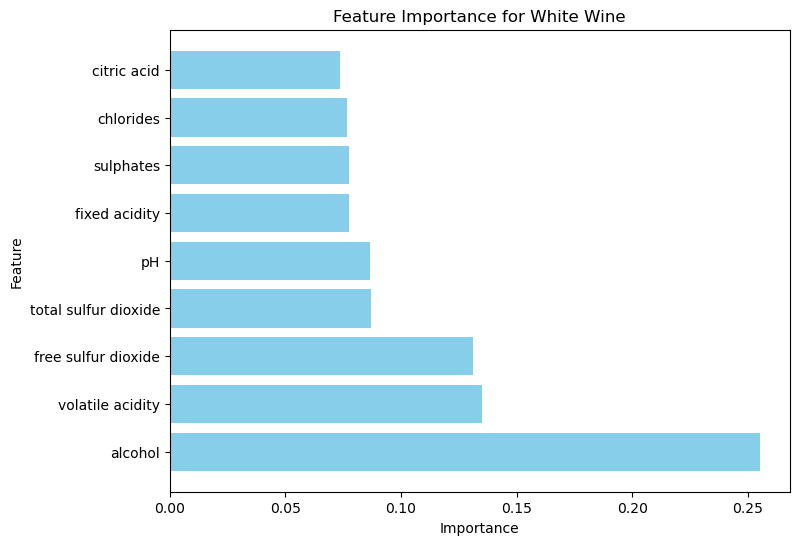 Feature Importance for White Wine
citric acid
chlorides
sulphates
fixed acidity
pH
total sulfur dioxide
free sulfur dioxide
volatile acidity
alcohol
Feature
0.00 0.05 0.10 0.15 0.20 0.25
Importance